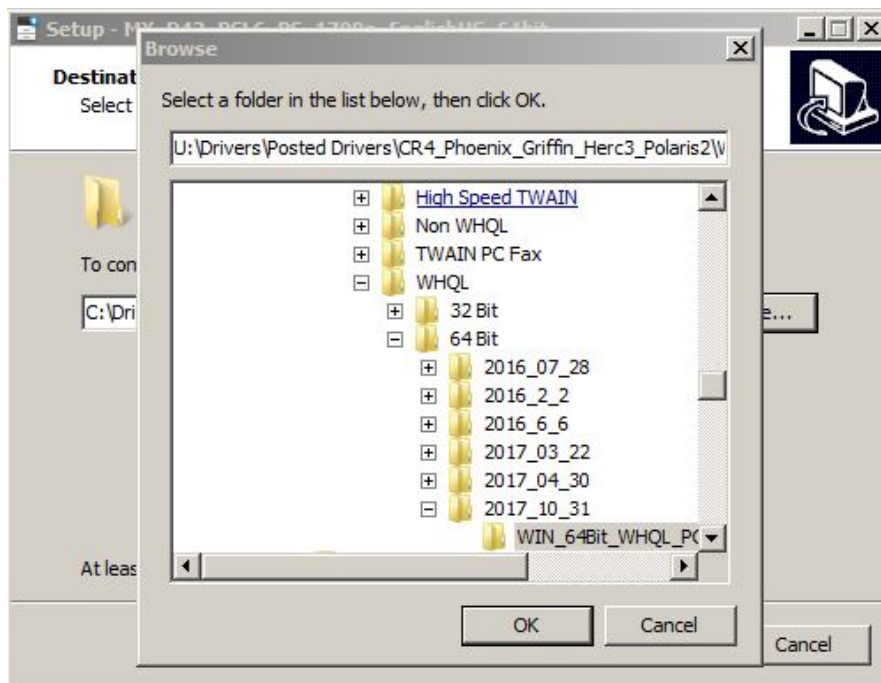 Setup - MX_D42_PCL6_PS_1708a_EnglishUS_64bit
Browse
Destinat
Select
Select a folder in the list below, then click OK.
U:\Drivers\Posted Drivers\CR4_Phoenix_Griffin_Herc3_Polaris2\
High Speed TWAIN
Non WHQL
TWAIN PC Fax
WHQL
To con
32 Bit
C:\Dri
e...
64 Bit
2016_07_28
2016_2_2
2016_6_6
2017_03_22
2017_04_30
2017_10_31
WIN_64Bit_WHQL_PC
At leas
OK
Cancel
Cancel